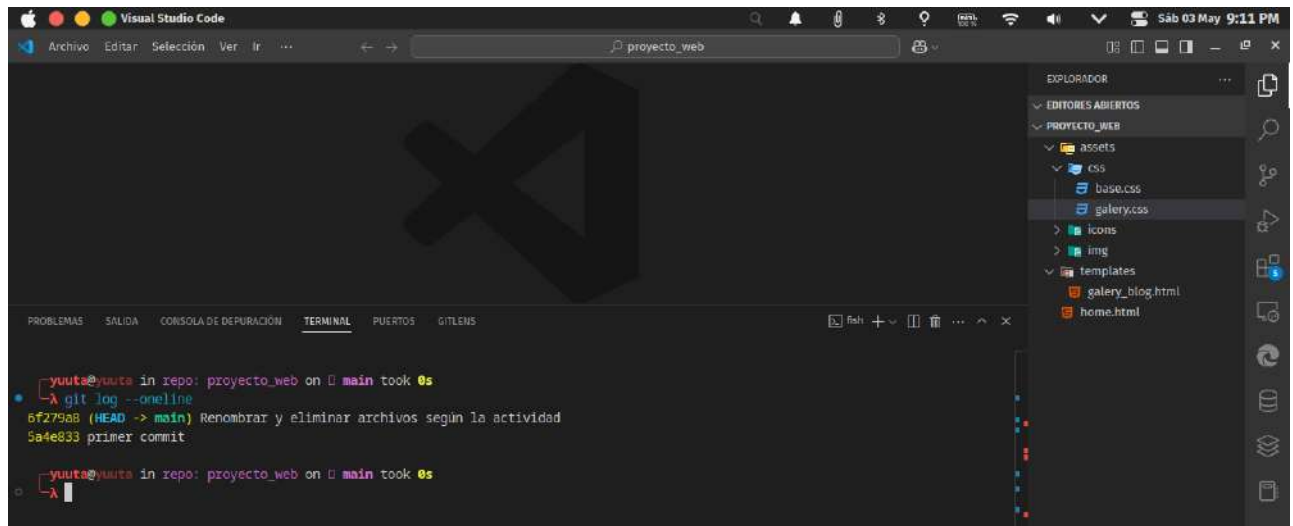 Visual Studio Code
Sáb 03 May 9:11 PM
Archivo Editar Selección Ver Ir ...
proyecto_web
EXPLORADOR
EDITORES ABIERTOS
PROYECTO_WEB
assets
css
base.css
galery.css
icons
img
templates
galery_blog.html
home.html
PROBLEMAS SALIDA CONSOLA DE DEPURACIÓN TERMINAL PUERTOS GITLENS
fish
yuuta@yuuta in repo: proyecto_web on main took 0s
λ git log --oneline
6f279a8 (HEAD -> main) Renombrar y eliminar archivos según la actividad
5a4e833 primer commit
yuuta@yuuta in repo: proyecto_web on main took 0s
λ